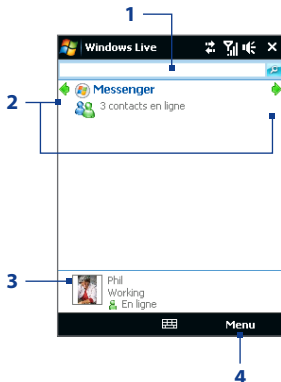 1
Windows Live
2
Messenger
3 contacts en ligne
3
Phil
Working
En ligne
Menu
4